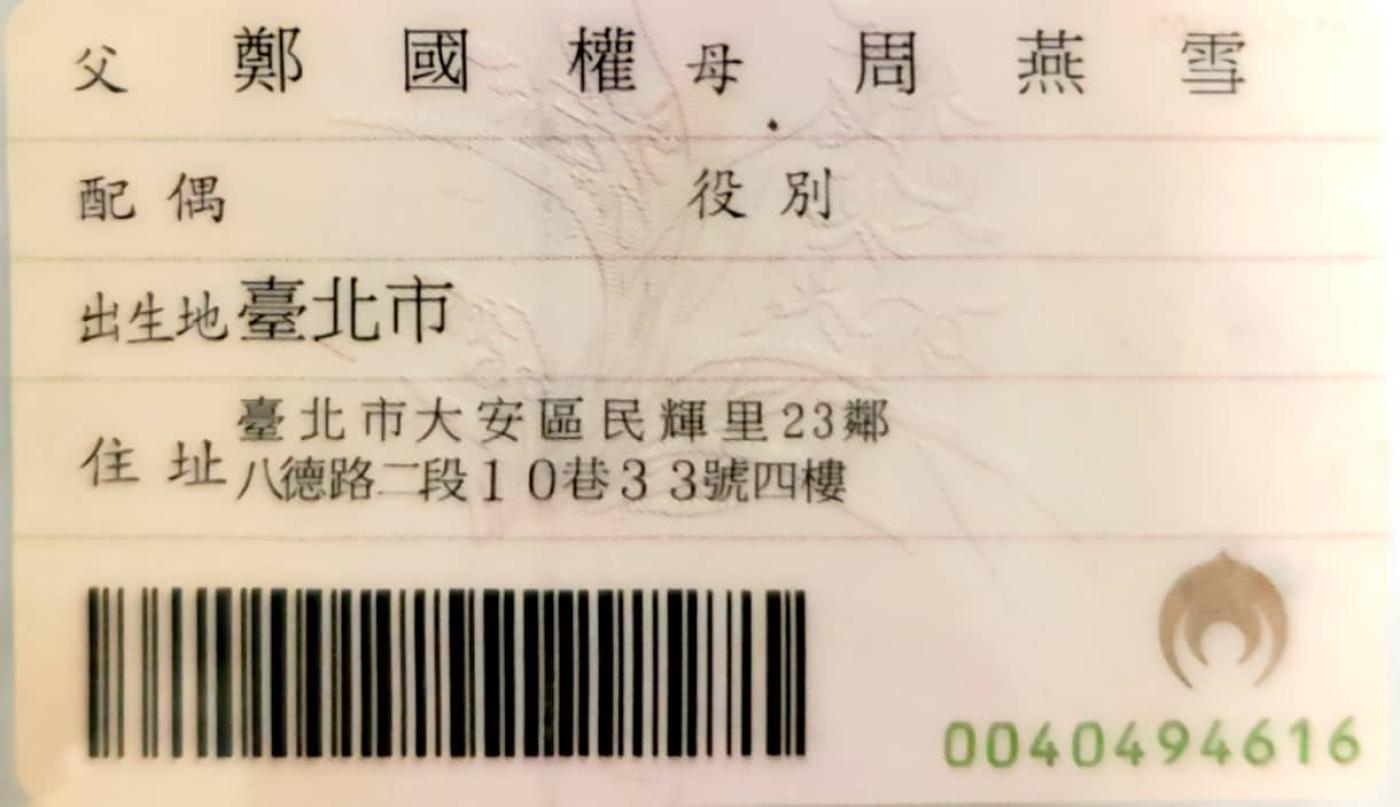 父 鄭國權 母 周燕雪
配偶 役別
出生地 臺北市
住址 臺北市大安區民輝里23鄰
八德路二段10巷33號四樓
0040494616